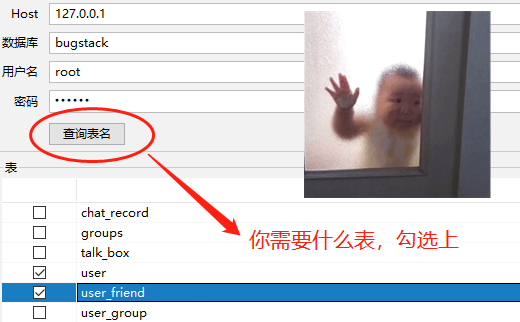 Host 127.0.0.1
数据库 bugstack
用户名 root
密码 ••••••
查询表名
表
chat_record
groups
talk_box
你需要什么表，勾选上
user
user_friend
user_group